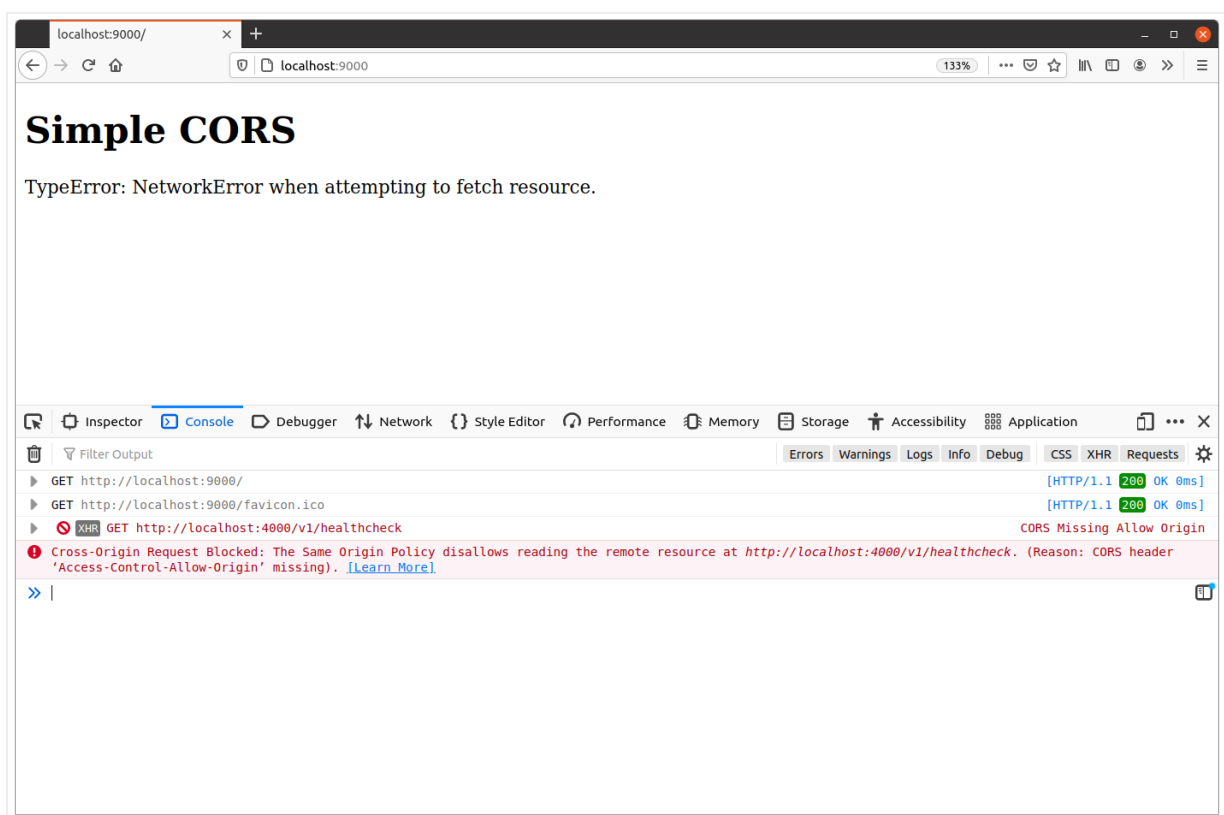 localhost:9000/
localhost:9000 133%
Simple CORS
TypeError: NetworkError when attempting to fetch resource.
Inspector Console Debugger Network Style Editor Performance Memory Storage Accessibility Application
Filter Output Errors Warnings Logs Info Debug CSS XHR Requests
GET http://localhost:9000/ [HTTP/1.1 200 OK 0ms]
GET http://localhost:9000/favicon.ico [HTTP/1.1 200 OK 0ms]
XHR GET http://localhost:4000/v1/healthcheck CORS Missing Allow Origin
Cross-Origin Request Blocked: The Same Origin Policy disallows reading the remote resource at http://localhost:4000/v1/healthcheck. (Reason: CORS header
‘Access-Control-Allow-Origin’ missing). [Learn More]